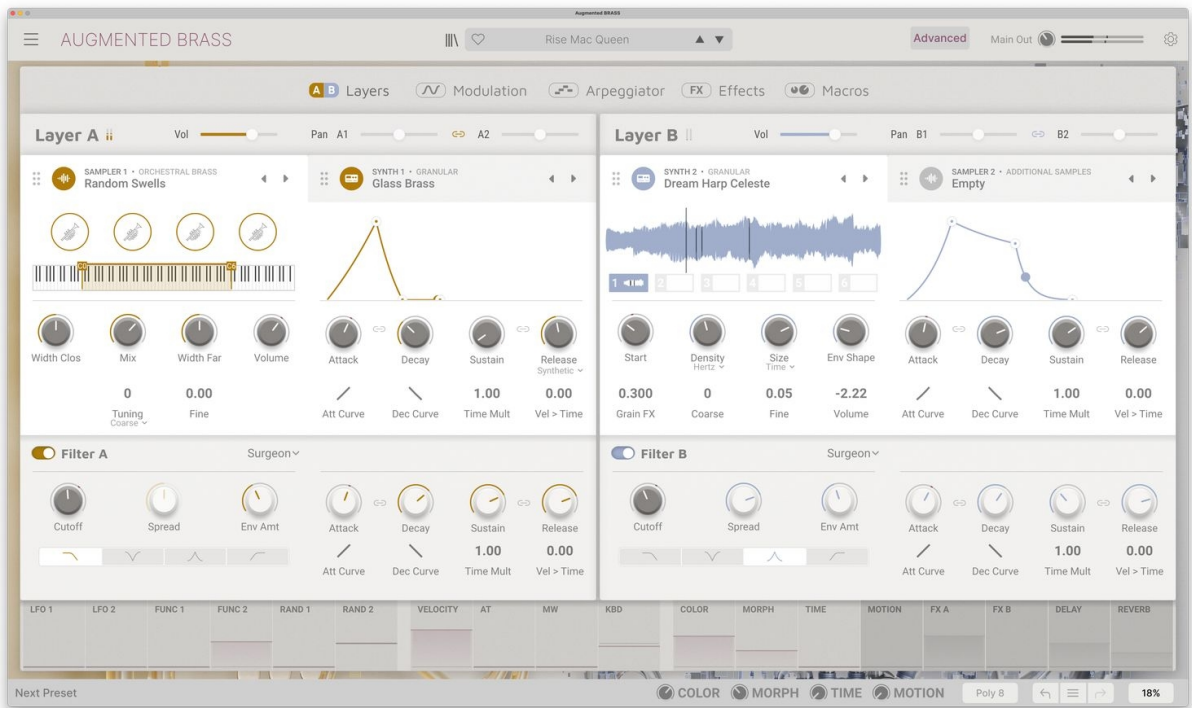 Augmented BRASS
AUGMENTED BRASS
Rise Mac Queen
Advanced
Main Out
A B Layers
Modulation
Arpeggiator
FX Effects
Macros
Layer A
Vol
Pan A1
A2
Layer B
Vol
Pan B1
B2
SAMPLER 1 • ORCHESTRAL BRASS
Random Swells
SYNTH 1 • GRANULAR
Glass Brass
SYNTH 2 • GRANULAR
Dream Harp Celeste
SAMPLER 2 • ADDITIONAL SAMPLES
Empty
1 2 3 4 5 6
Width Clos Mix Width Far Volume
Attack Decay Sustain Release
Synthetic
Start Density Size Env Shape
Hertz Time
Attack Decay Sustain Release
0 0.00
Tuning Fine
Coarse
1.00 0.00
Att Curve Dec Curve Time Mult Vel > Time
0.300 0 0.05 -2.22
Grain FX Coarse Fine Volume
1.00 0.00
Att Curve Dec Curve Time Mult Vel > Time
Filter A
Surgeon
Filter B
Surgeon
Cutoff Spread Env Amt
Attack Decay Sustain Release
Cutoff Spread Env Amt
Attack Decay Sustain Release
1.00 0.00
Att Curve Dec Curve Time Mult Vel > Time
1.00 0.00
Att Curve Dec Curve Time Mult Vel > Time
LFO 1 LFO 2 FUNC 1 FUNC 2 RAND 1 RAND 2 VELOCITY AT MW KBD COLOR MORPH TIME MOTION FX A FX B DELAY REVERB
Next Preset
COLOR MORPH TIME MOTION
Poly 8
18%